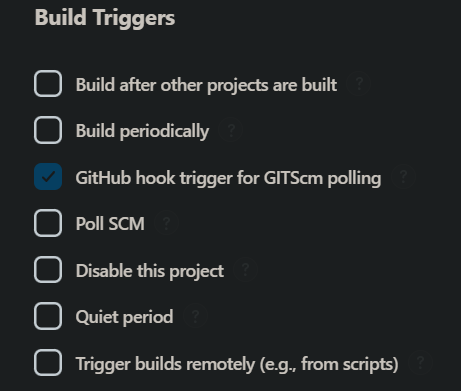 Build Triggers
Build after other projects are built ?
Build periodically ?
GitHub hook trigger for GITScm polling ?
Poll SCM ?
Disable this project ?
Quiet period ?
Trigger builds remotely (e.g., from scripts) ?